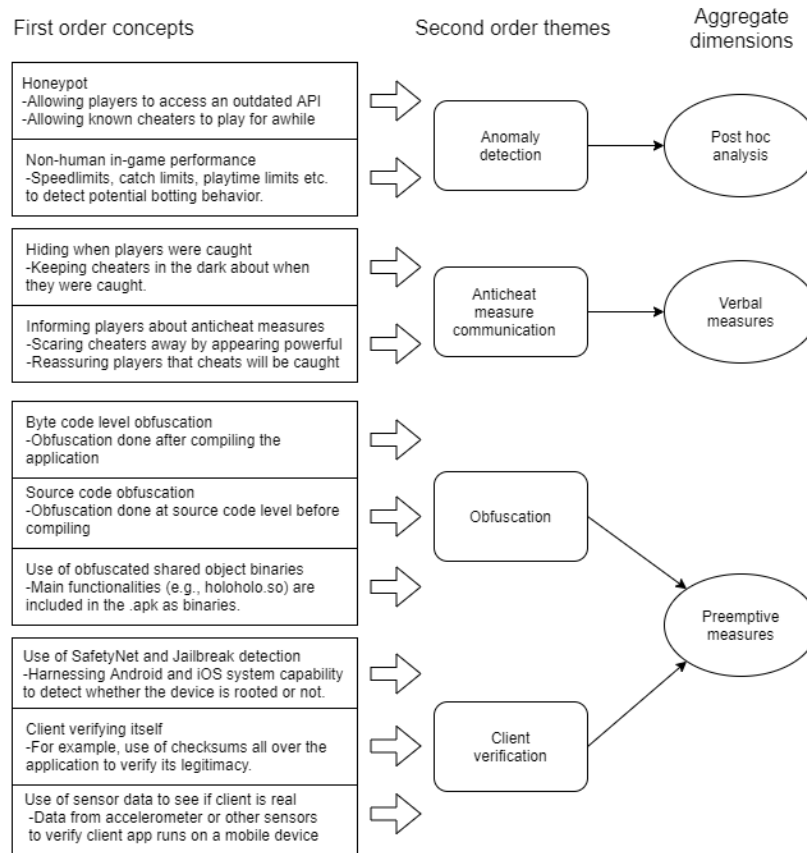 First order concepts
Second order themes
Aggregate
dimensions
Honeypot
-Allowing players to access an outdated API
-Allowing known cheaters to play for awhile
Non-human in-game performance
-Speedlimits, catch limits, playtime limits etc.
to detect potential botting behavior.
Anomaly
detection
Post hoc
analysis
Hiding when players were caught
-Keeping cheaters in the dark about when
they were caught.
Informing players about anticheat measures
-Scaring cheaters away by appearing powerful
-Reassuring players that cheats will be caught
Anticheat
measure
communication
Verbal
measures
Byte code level obfuscation
-Obfuscation done after compiling the
application
Source code obfuscation
-Obfuscation done at source code level before
compiling
Use of obfuscated shared object binaries
-Main functionalities (e.g., holoholo.so) are
included in the .apk as binaries.
Obfuscation
Preemptive
measures
Use of SafetyNet and Jailbreak detection
-Harnessing Android and iOS system capability
to detect whether the device is rooted or not.
Client verifying itself
-For example, use of checksums all over the
application to verify its legitimacy.
Use of sensor data to see if client is real
-Data from accelerometer or other sensors
to verify client app runs on a mobile device
Client
verification